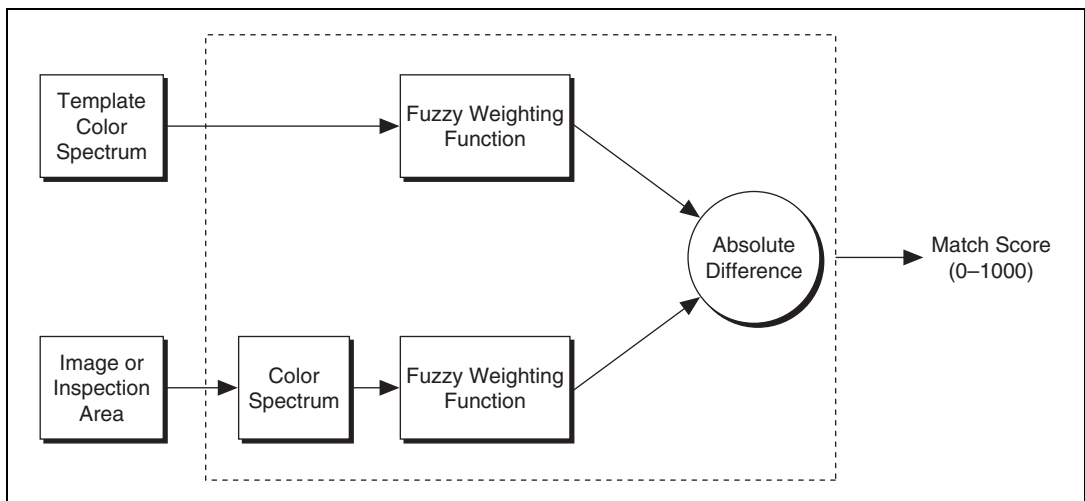 Template
Color
Spectrum
Fuzzy Weighting
Function
Absolute
Difference
Match Score
(0–1000)
Image or
Inspection
Area
Color
Spectrum
Fuzzy Weighting
Function